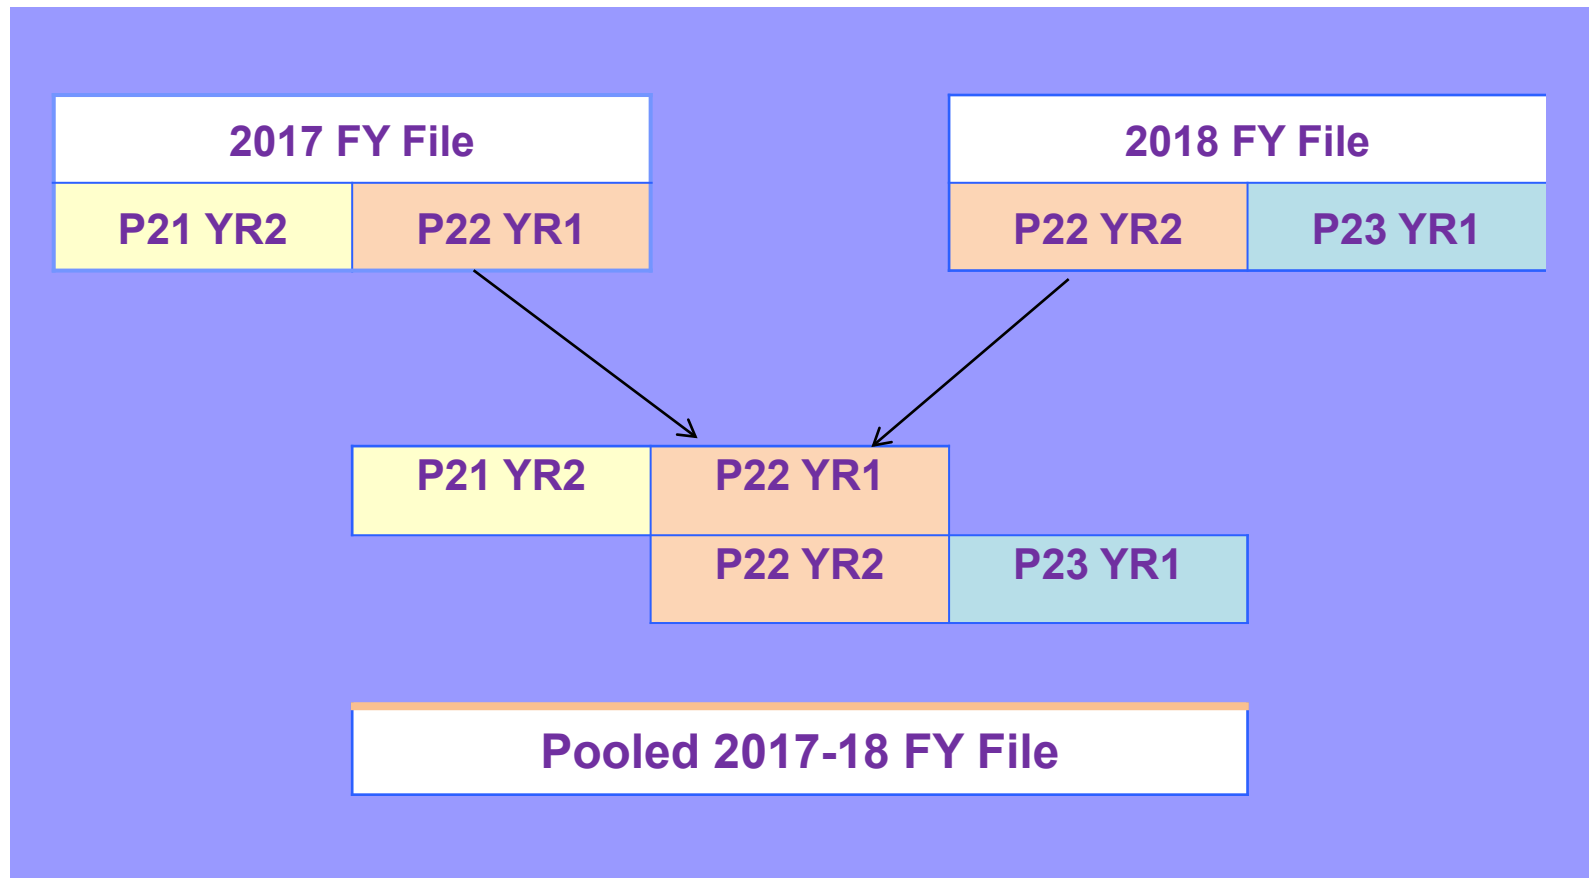 2017 FY File
2018 FY File
P21 YR2 P22 YR1
P22 YR2 P23 YR1
P21 YR2 P22 YR1
P22 YR2 P23 YR1
Pooled 2017-18 FY File